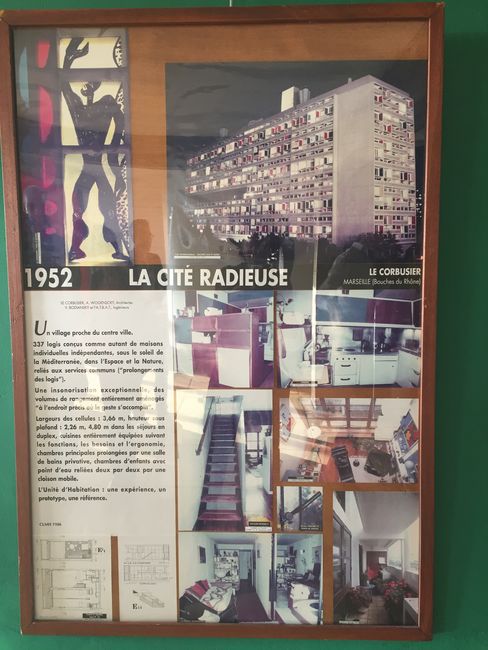 1952
LA CITÉ RADIEUSE
LE CORBUSIER
MARSEILLE (Bouches du Rhône)
LE CORBUSIER, A. WOGENSCKY, Architectes
V. BODIANSKY et l'A.T.B.A.T., Ingénieurs
Un village proche du centre ville.
337 logis conçus comme autant de maisons
individuelles indépendantes, sous le soleil de
la Méditerranée, dans l'Espace et la Nature,
reliés aux services communs ("prolongements
des logis").
Une insonorisation exceptionnelle, des
volumes de rangement entièrement aménagés
"à l'endroit précis où le geste s'accomplit".
Largeurs des cellules : 3,66 m, hauteur sous
plafond : 2,26 m, 4,80 m dans les séjours en
duplex, cuisines entièrement équipées suivant
les fonctions, les besoins et l'ergonomie,
chambres principales prolongées par une salle
de bains privative, chambres d'enfants avec
point d'eau reliées deux par deux par une
cloison mobile.
L'Unité d'Habitation : une expérience, un
prototype, une référence.